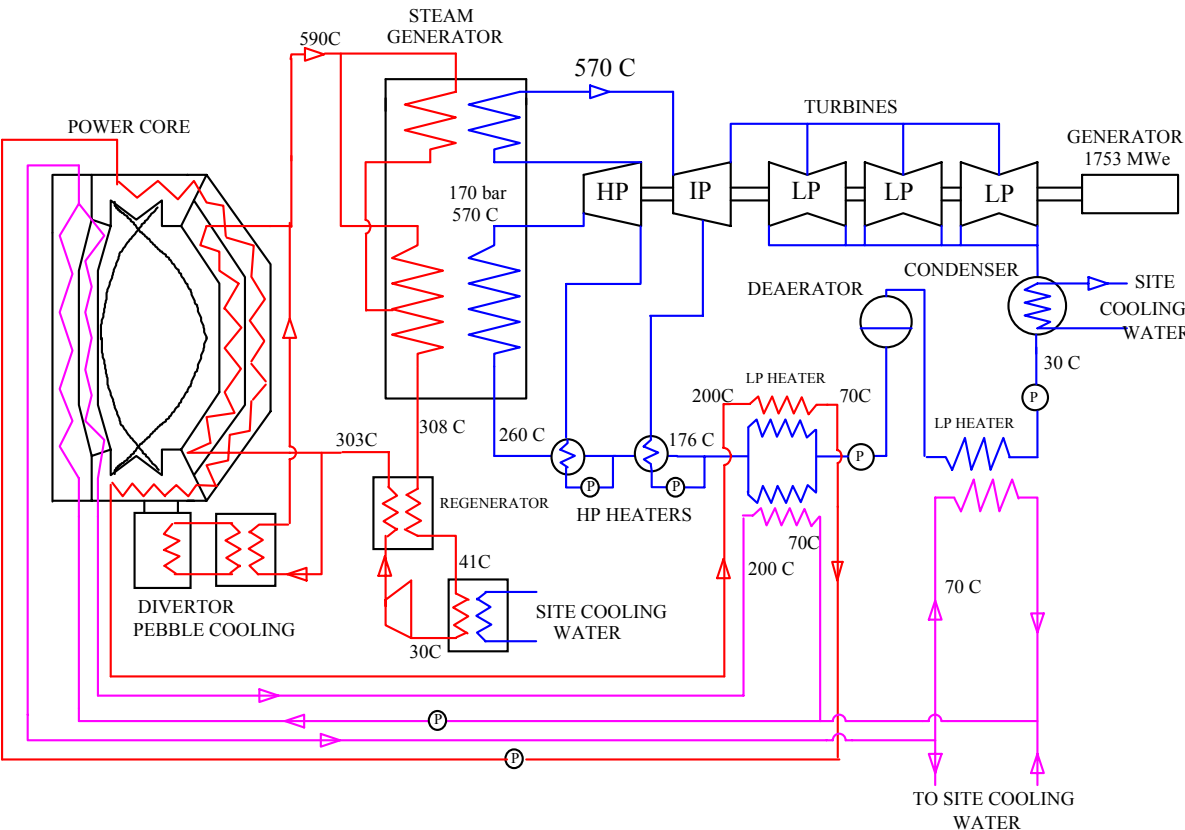 STEAM
GENERATOR
590C
570 C
TURBINES
POWER CORE
GENERATOR
1753 MWe
170 bar
570 C
HP
IP
LP
LP
LP
CONDENSER
DEAERATOR
SITE
COOLING
WATER
30 C
P
LP HEATER
200C
70C
LP HEATER
303C
308 C
260 C
176 C
P
P
P
HP HEATERS
REGENERATOR
70C
200 C
41C
70 C
DIVERTOR
PEBBLE COOLING
SITE COOLING
WATER
30C
P
P
TO SITE COOLING
WATER